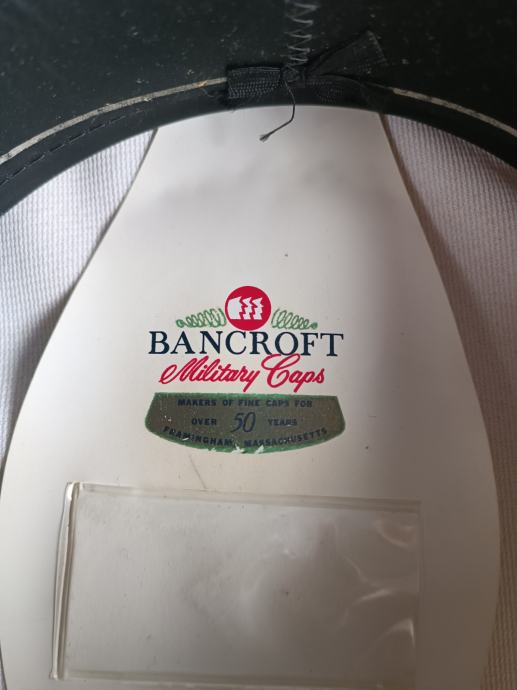 BANCROFT
Military Caps
MAKERS OF FINE CAPS FOR
OVER 50 YEARS
FRAMINGHAM, MASSACHUSETTS